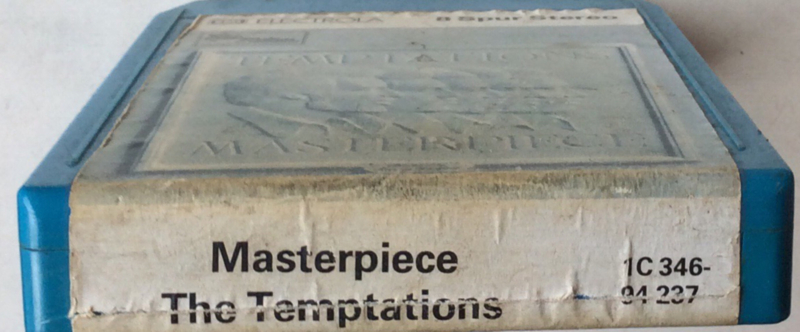 ELECTROLA 8 Spur Stereo
TEMPTATIONS
MASTERPIECE
Masterpiece
The Temptations
1C 346-
94 237